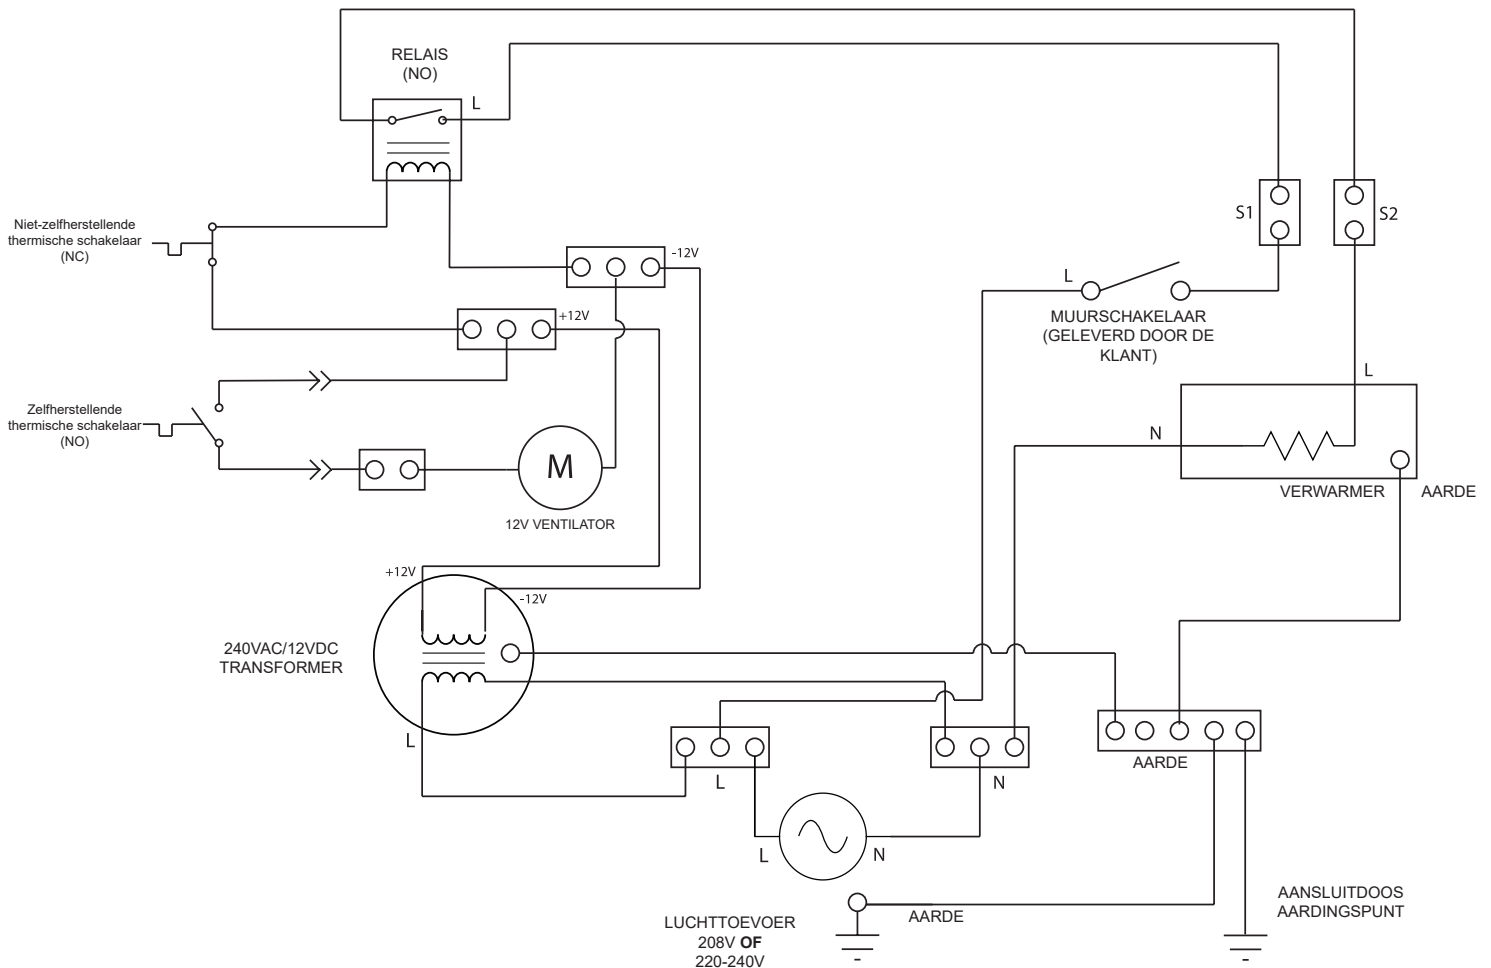 RELAIS
(NO)
L
Niet-zelfherstellende
thermische schakelaar
(NC)
-12V
+12V
S1
S2
L
MUURSCHAKELAAR
(GELEVERD DOOR DE
KLANT)
L
Zelfherstellende
thermische schakelaar
(NO)
M
12V VENTILATOR
N
VERWARMER
AARDE
+12V
-12V
240VAC/12VDC
TRANSFORMER
L
L
N
AARDE
L
N
AARDE
LUCHTTOEVOER
208V OF
220-240V
AANSLUITDOOS
AARDINGSPUNT